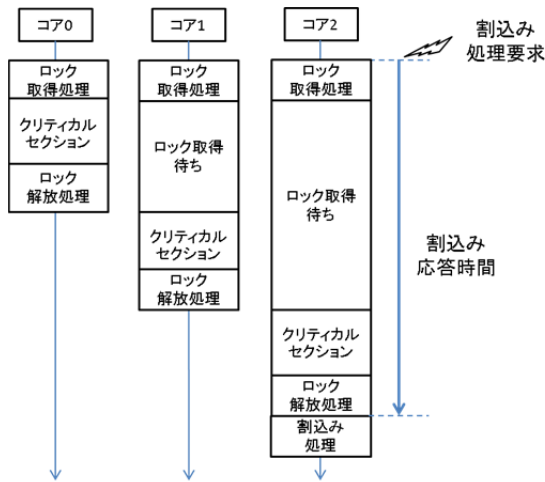 コア0
コア1
コア2
割込み
処理要求
ロック
取得処理
クリティカル
セクション
ロック
解放処理
ロック
取得処理
ロック取得
待ち
クリティカル
セクション
ロック
解放処理
ロック
取得処理
ロック取得
待ち
クリティカル
セクション
ロック
解放処理
割込み
処理
割込み
応答時間